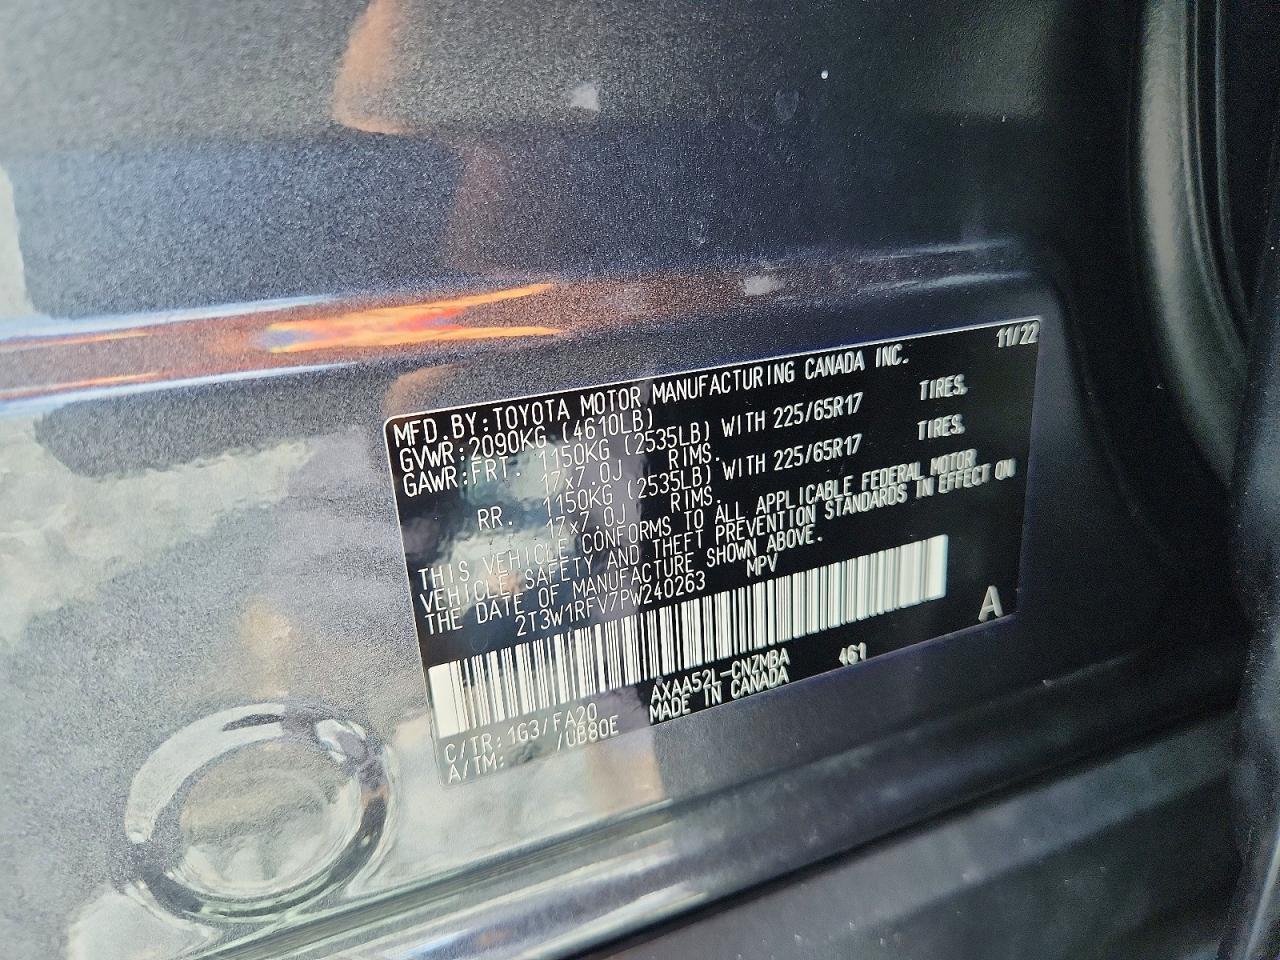 11/22
MFD. BY: TOYOTA MOTOR MANUFACTURING CANADA INC.
GVWR: 2090KG (4610LB)
GAWR: FRT. 1150KG (2535LB) WITH 225/65R17 TIRES.
17x7.0J RIMS.
RR. 1150KG (2535LB) WITH 225/65R17 TIRES.
17x7.0J RIMS.
THIS VEHICLE CONFORMS TO ALL APPLICABLE FEDERAL MOTOR
VEHICLE SAFETY AND THEFT PREVENTION STANDARDS IN EFFECT ON
THE DATE OF MANUFACTURE SHOWN ABOVE.
2T3W1RFV7PW240263 MPV
A
AXAA52L-CNZMBA 461
MADE IN CANADA
C/TR: 1G3/FA20
A/TM: /UB80E